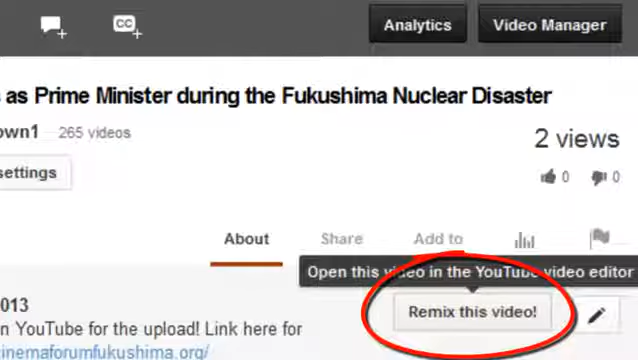 CC
Analytics
Video Manager
as Prime Minister during the Fukushima Nuclear Disaster
own1 265 videos
2 views
settings
0 0
About Share Add to
Open this video in the YouTube video editor
013
Remix this video!
n YouTube for the upload! Link here for
inemaforumfukushima.org/